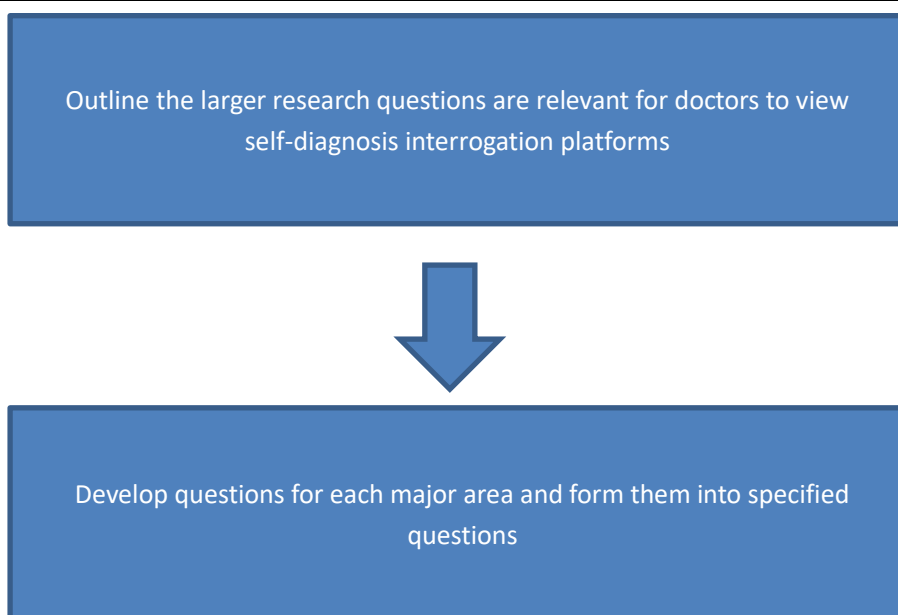 Outline the larger research questions are relevant for doctors to view
self-diagnosis interrogation platforms
Develop questions for each major area and form them into specified
questions